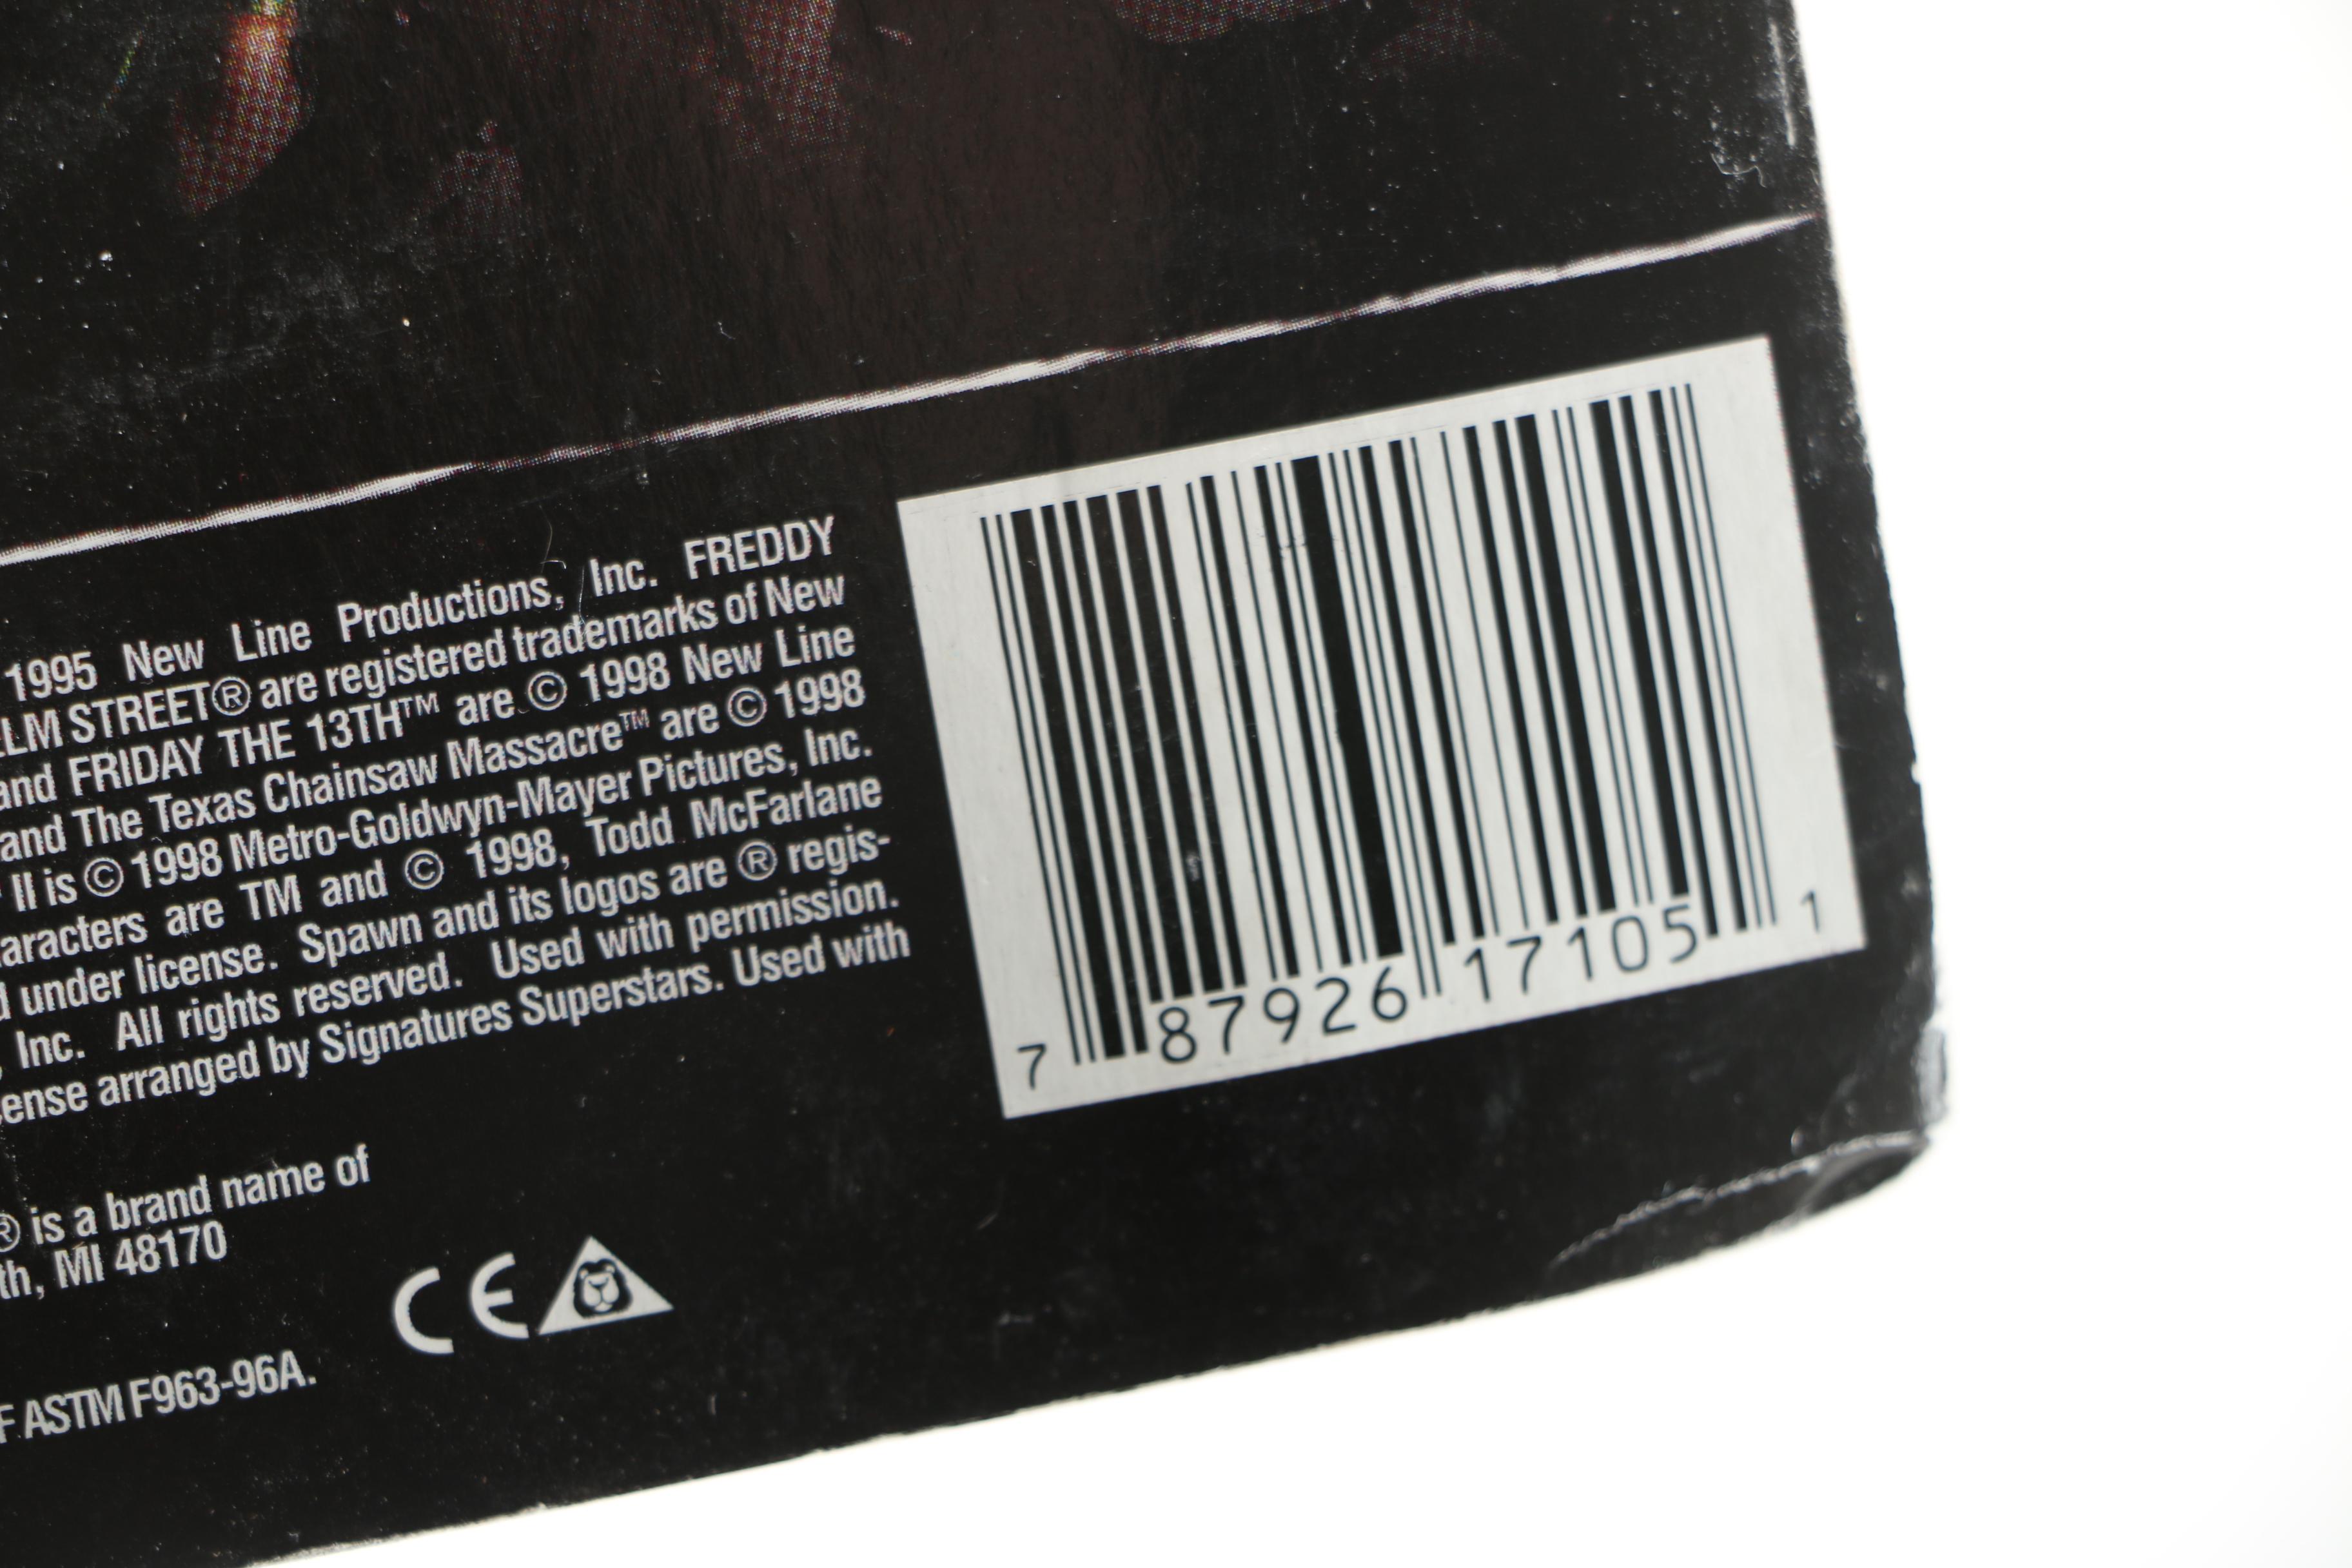 1995 New Line Productions, Inc. FREDDY
ELM STREET® are registered trademarks of New
and FRIDAY THE 13TH™ are © 1998 New Line
and The Texas Chainsaw Massacre™ are © 1998
II is © 1998 Metro-Goldwyn-Mayer Pictures, Inc.
aracters are TM and © 1998, Todd McFarlane
under license. Spawn and its logos are ® regis-
, Inc. All rights reserved. Used with permission.
cense arranged by Signatures Superstars. Used with
® is a brand name of
th, MI 48170
CE
F ASTM F963-96A.
7 87926 17105 1